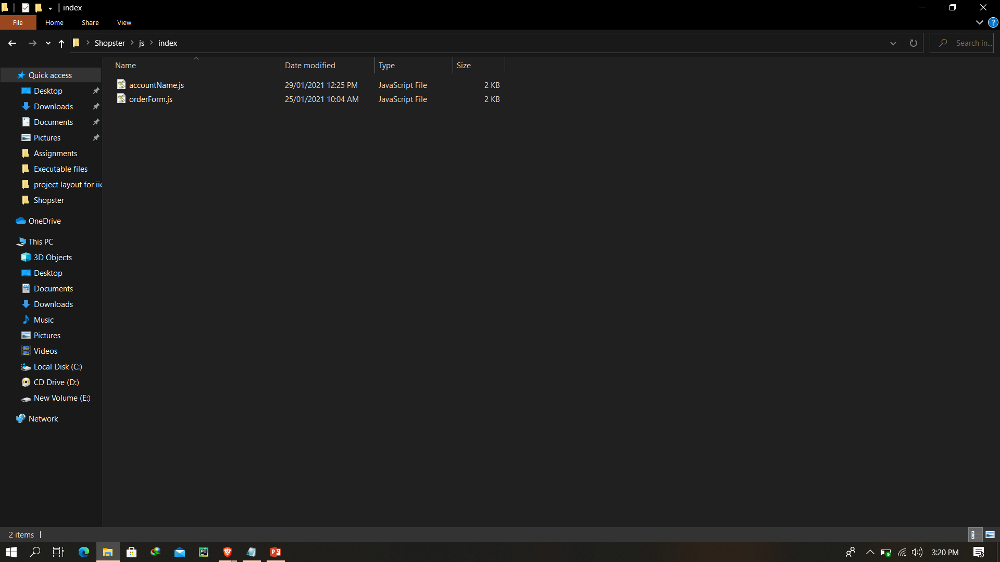 index
File Home Share View
Shopster js index
Search in...
Name Date modified Type Size
accountName.js 29/01/2021 12:25 PM JavaScript File 2 KB
orderForm.js 25/01/2021 10:04 AM JavaScript File 2 KB
Quick access
Desktop
Downloads
Documents
Pictures
Assignments
Executable files
project layout for iic
Shopster
OneDrive
This PC
3D Objects
Desktop
Documents
Downloads
Music
Pictures
Videos
Local Disk (C:)
CD Drive (D:)
New Volume (E:)
Network
2 items
3:20 PM